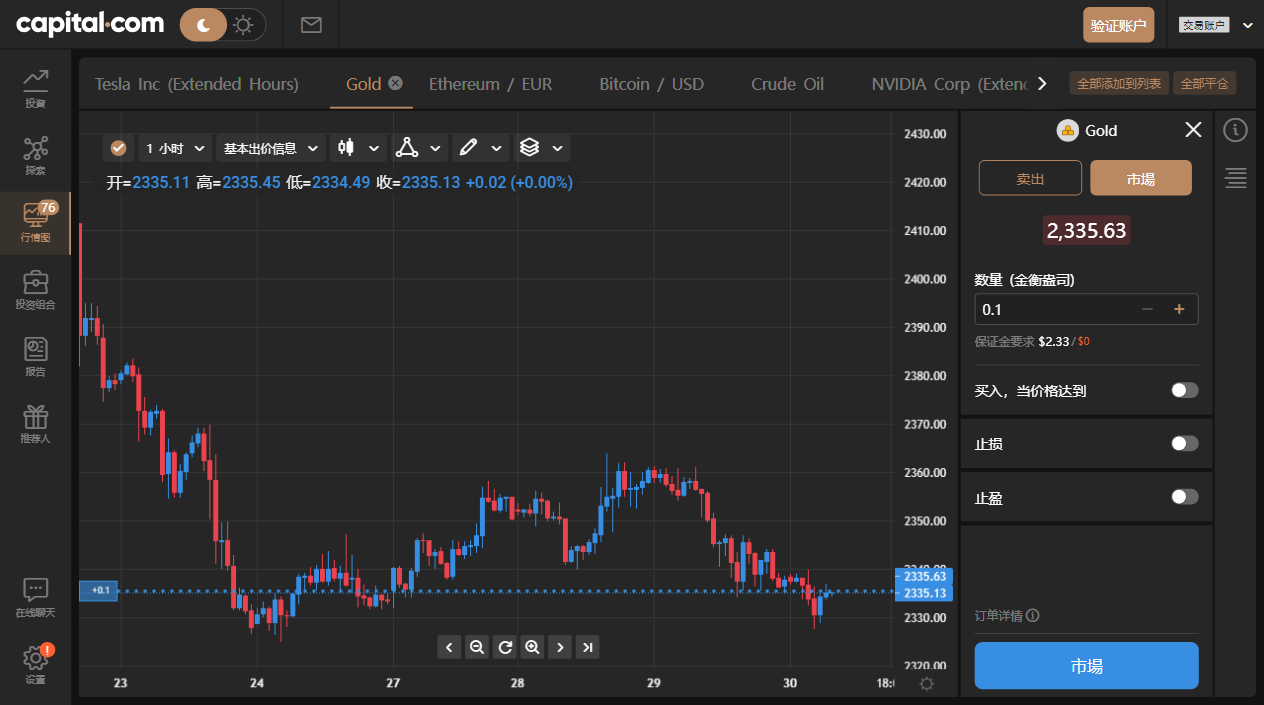 capital.com
验证账户
交易账户
投资
探索
76
行情图
投资组合
报告
推荐人
在线聊天
!
设置
Tesla Inc (Extended Hours)
Gold
Ethereum / EUR
Bitcoin / USD
Crude Oil
NVIDIA Corp (Exten
全部添加到列表
全部平仓
1 小时
基本出价信息
开=2335.11 高=2335.45 低=2334.49 收=2335.13 +0.02 (+0.00%)
2430.00
2420.00
2410.00
2400.00
2390.00
2380.00
2370.00
2360.00
2350.00
2340.00
2335.63
2335.13
2330.00
2320.00
+0.1
23
24
27
28
29
30
18:
Gold
卖出
市場
2,335.63
数量 (金衡盎司)
0.1
保证金要求 $2.33/$0
买入，当价格达到
止损
止盈
订单详情
市場